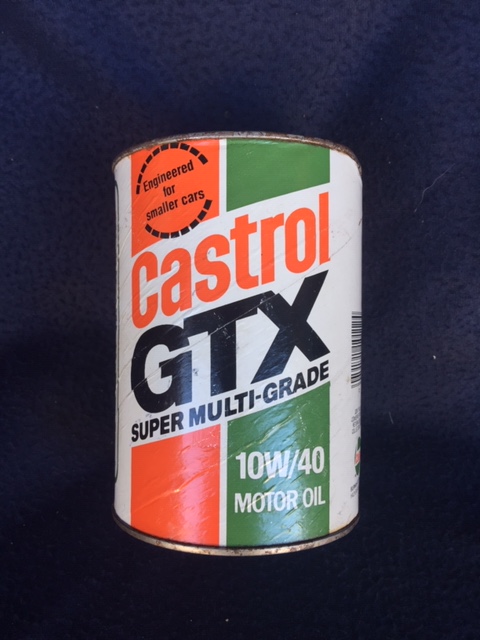 Engineered
for
smaller cars
Castrol
GTX
SUPER MULTI-GRADE
10W/40
MOTOR OIL